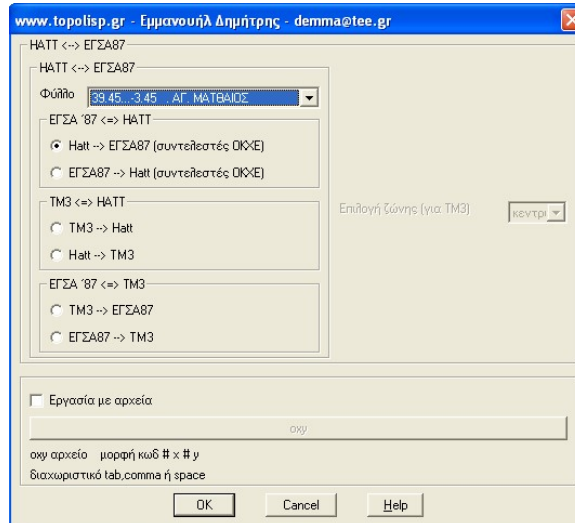 www.topolisp.gr - Εμμανουήλ Δημήτρης - demma@tee.gr
HATT <--> ΕΓΣΑ87
HATT <--> ΕΓΣΑ87
Φύλλο 39.45...-3.45 . ΑΓ. ΜΑΤΘΑΙΟΣ
ΕΓΣΑ '87 <=> HATT
Hatt --> ΕΓΣΑ87 (συντελεστές ΟΚΧΕ)
ΕΓΣΑ87 --> Hatt (συντελεστές ΟΚΧΕ)
TM3 <=> HATT
TM3 --> Hatt
Hatt --> TM3
Επιλογή ζώνης (για TM3) κεντρι
ΕΓΣΑ '87 <=> TM3
TM3 --> ΕΓΣΑ87
ΕΓΣΑ87 --> TM3
Εργασία με αρχεία
οχy
οχy αρχείο μορφή κωδ # x # y
διαχωριστικό tab,comma ή space
OK Cancel Help